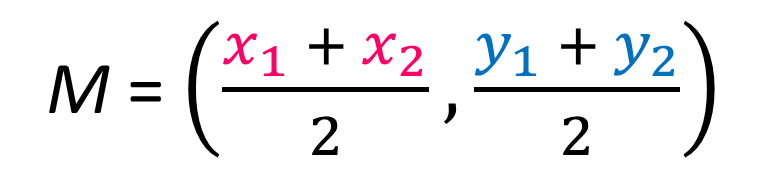 M = ( x₁ + x₂ / 2 , y₁ + y₂ / 2 )